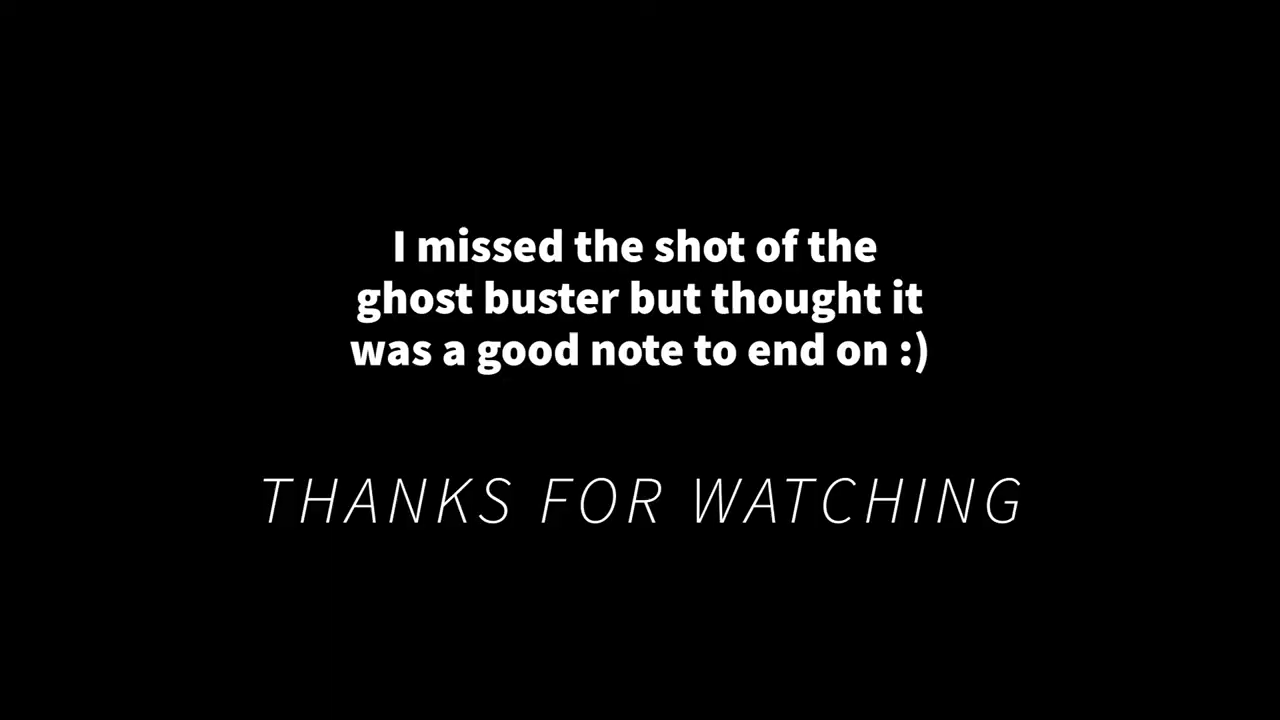 I missed the shot of the
ghost buster but thought it
was a good note to end on :)
THANKS FOR WATCHING